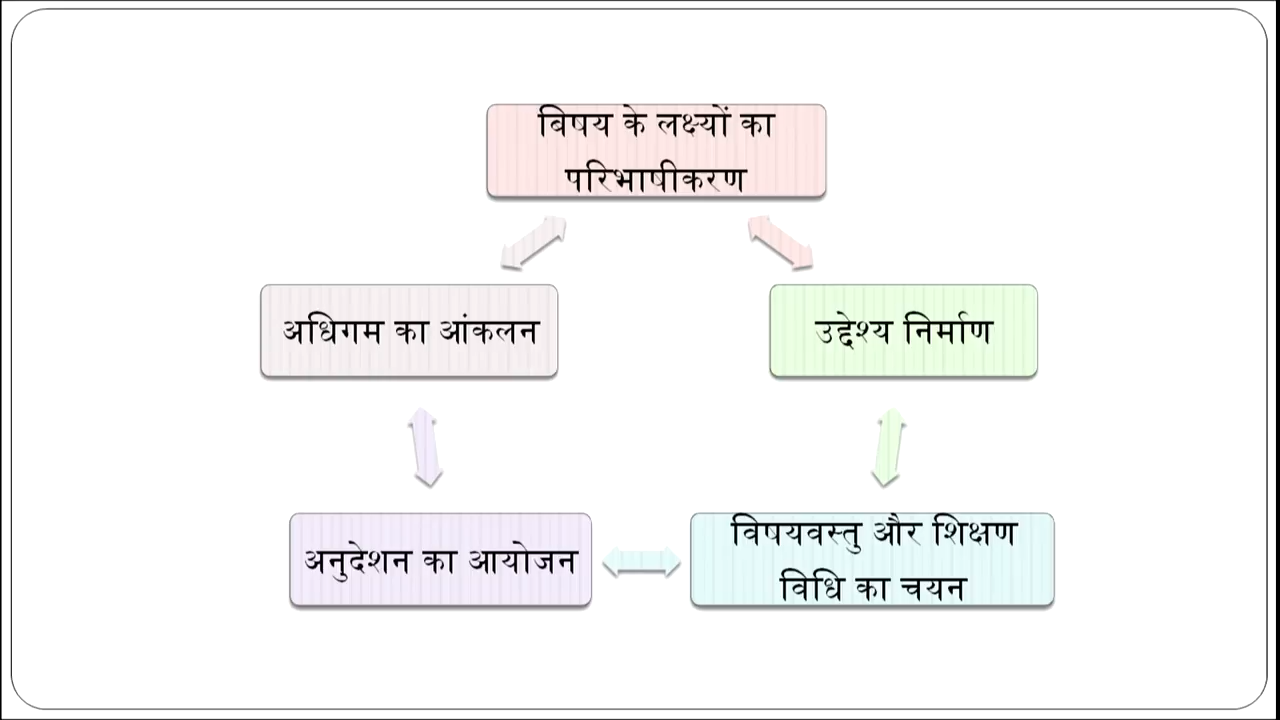 बिषय के लक्ष्यों का
परिभाषीकरण
अधिगम का आंकलन
उद्देश्य निर्माण
अनुदेशन का आयोजन
विषयवस्तु और शिक्षण
विधि का चयन